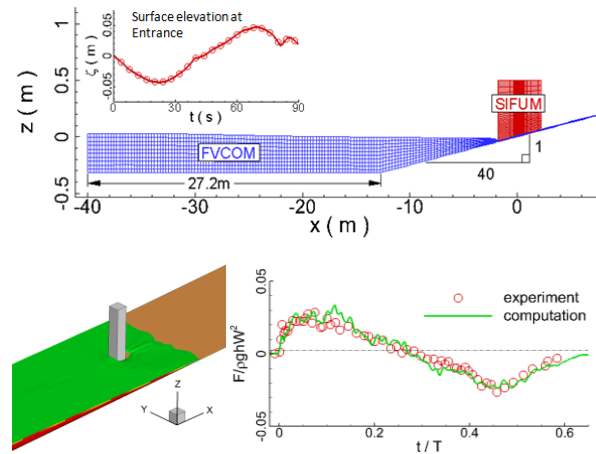 Surface elevation at
Entrance
0.05
0
-0.05
ζ ( m )
0 30 60 90
t ( s )
1
0.5
0
-0.5
z ( m )
SIFUM
FVCOM
1
40
27.2m
-40 -30 -20 -10 0
x ( m )
Z
Y X
0.05
0
-0.05
F/ρghW²
experiment
computation
0 0.2 0.4 0.6
t / T